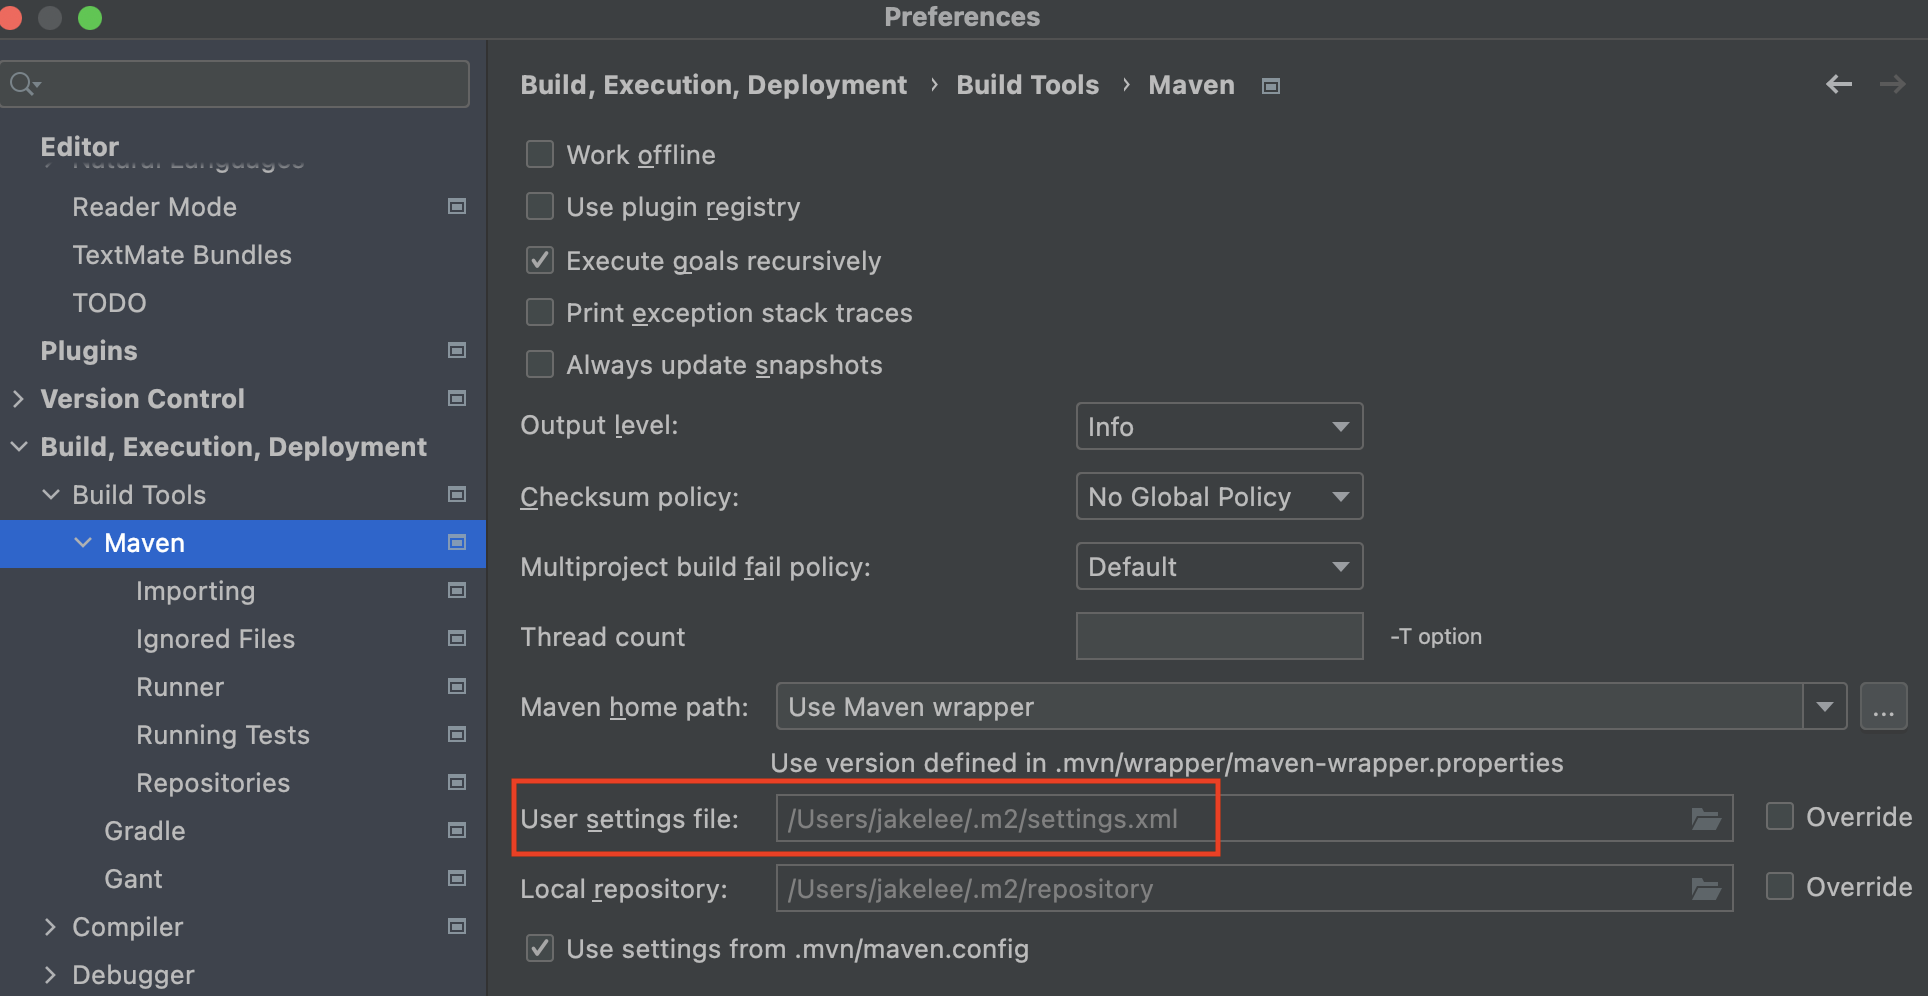 Preferences
Editor
Natural Languages
Reader Mode
TextMate Bundles
TODO
Plugins
Version Control
Build, Execution, Deployment
Build Tools
Maven
Importing
Ignored Files
Runner
Running Tests
Repositories
Gradle
Gant
Compiler
Debugger
Build, Execution, Deployment › Build Tools › Maven
Work offline
Use plugin registry
Execute goals recursively
Print exception stack traces
Always update snapshots
Output level: Info
Checksum policy: No Global Policy
Multiproject build fail policy: Default
Thread count -T option
Maven home path: Use Maven wrapper ...
Use version defined in .mvn/wrapper/maven-wrapper.properties
User settings file: /Users/jakelee/.m2/settings.xml Override
Local repository: /Users/jakelee/.m2/repository Override
Use settings from .mvn/maven.config